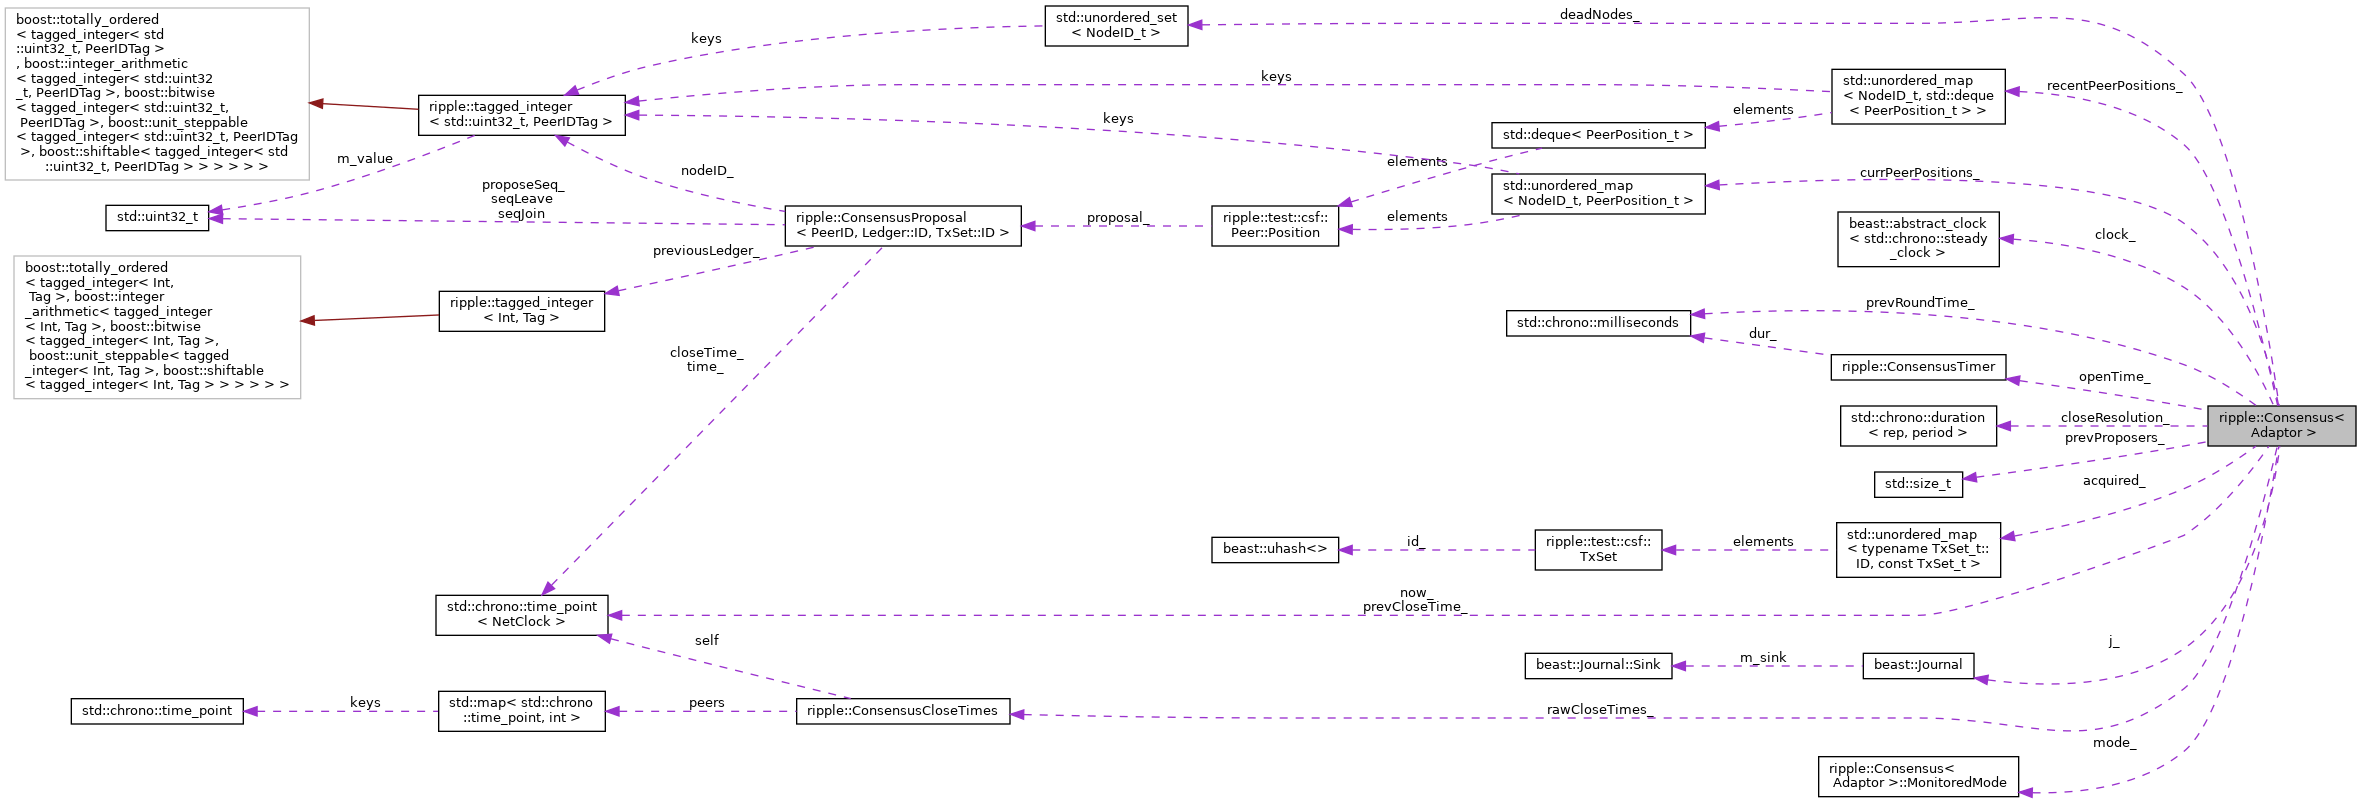 boost::totally_ordered
< tagged_integer< std
::uint32_t, PeerIDTag >
, boost::integer_arithmetic
< tagged_integer< std::uint32
_t, PeerIDTag >, boost::bitwise
< tagged_integer< std::uint32_t,
PeerIDTag >, boost::unit_steppable
< tagged_integer< std::uint32_t, PeerIDTag
>, boost::shiftable< tagged_integer< std
::uint32_t, PeerIDTag > > > > > >
std::uint32_t
boost::totally_ordered
< tagged_integer< Int,
Tag >, boost::integer
_arithmetic< tagged_integer
< Int, Tag >, boost::bitwise
< tagged_integer< Int, Tag >,
boost::unit_steppable< tagged
_integer< Int, Tag >, boost::shiftable
< tagged_integer< Int, Tag > > > > > >
std::chrono::time_point
m_value
keys
ripple::tagged_integer
< std::uint32_t, PeerIDTag >
proposeSeq_
seqLeave
seqJoin
ripple::tagged_integer
< Int, Tag >
std::chrono::time_point
< NetClock >
std::map< std::chrono
::time_point, int >
keys
nodeID_
previousLedger_
closeTime_
time_
self
peers
ripple::ConsensusProposal
< PeerID, Ledger::ID, TxSet::ID >
ripple::ConsensusCloseTimes
std::unordered_set
< NodeID_t >
keys
keys
proposal_
ripple::test::csf::
Peer::Position
beast::uhash<>
elements
elements
id_
now_
prevCloseTime_
deadNodes_
std::deque< PeerPosition_t >
std::unordered_map
< NodeID_t, PeerPosition_t >
std::chrono::milliseconds
ripple::test::csf::
TxSet
beast::Journal::Sink
rawCloseTimes_
elements
dur_
elements
m_sink
std::unordered_map
< NodeID_t, std::deque
< PeerPosition_t > >
currPeerPositions_
beast::abstract_clock
< std::chrono::steady
_clock >
prevRoundTime_
ripple::ConsensusTimer
std::chrono::duration
< rep, period >
std::size_t
std::unordered_map
< typename TxSet_t::
ID, const TxSet_t >
beast::Journal
ripple::Consensus<
Adaptor >::MonitoredMode
recentPeerPositions_
clock_
openTime_
closeResolution_
prevProposers_
acquired_
j_
mode_
ripple::Consensus<
Adaptor >